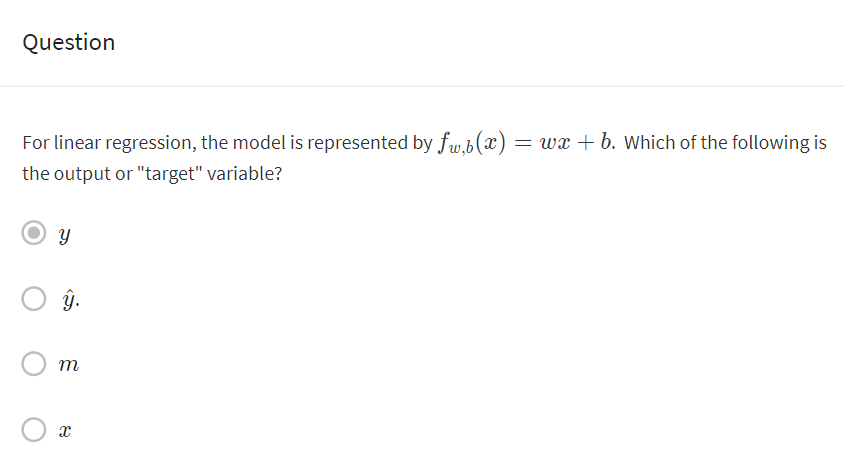 Question
For linear regression, the model is represented by f_{w,b}(x) = wx + b. Which of the following is
the output or "target" variable?
y
ŷ.
m
x